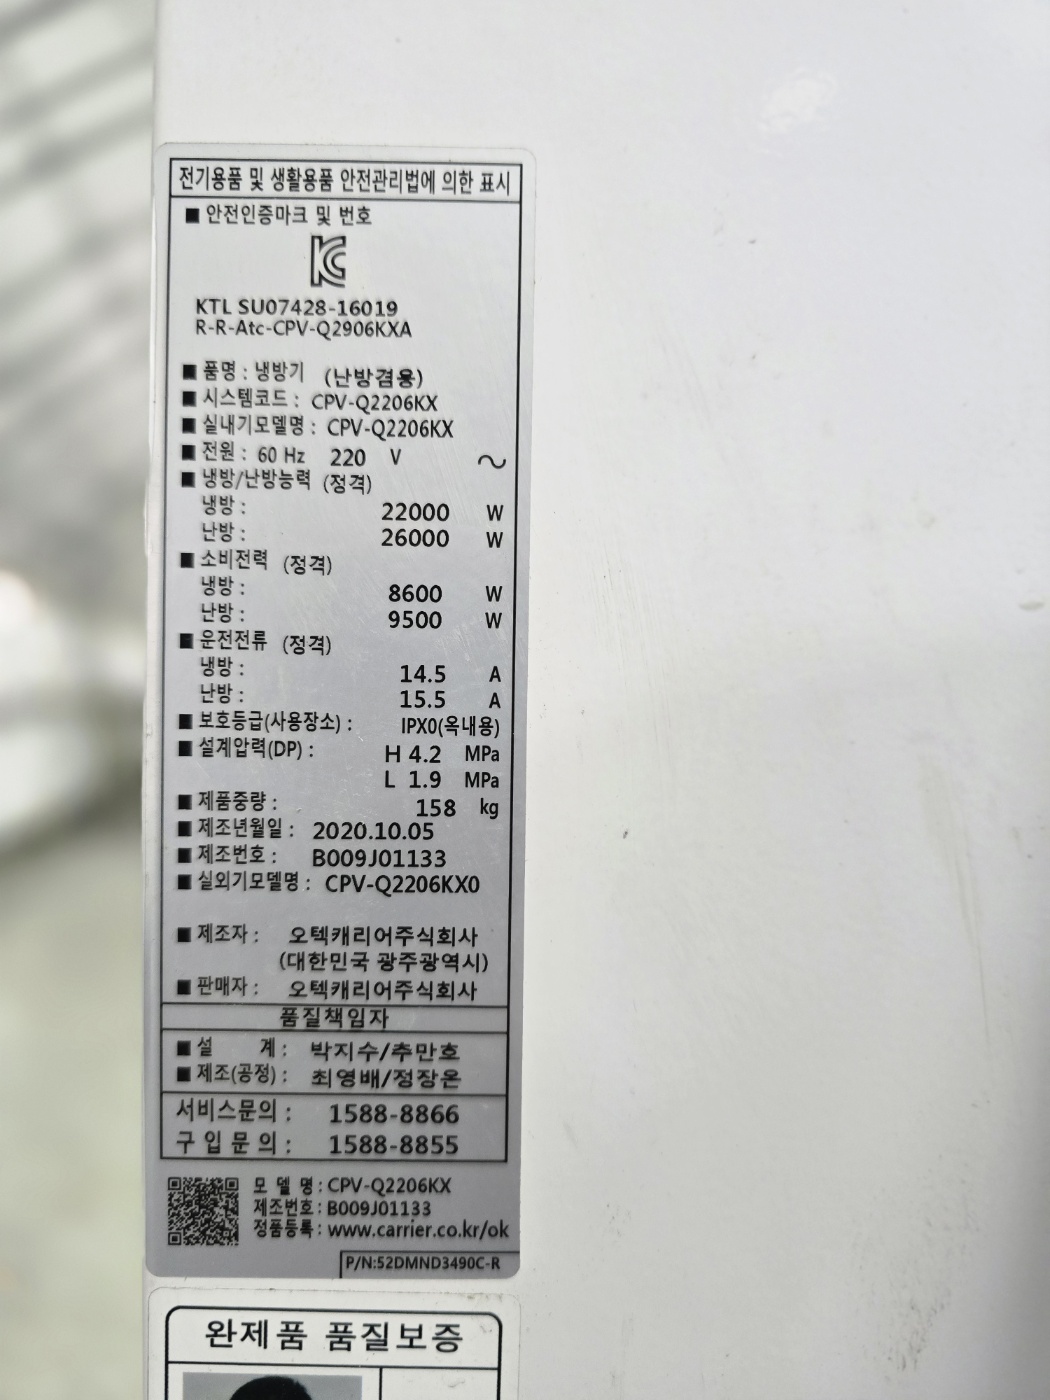 전기용품 및 생활용품 안전관리법에 의한 표시
■ 안전인증마크 및 번호
KC
KTL SU07428-16019
R-R-Atc-CPV-Q2906KXA
■ 품명 : 냉방기 (난방겸용)
■ 시스템코드 : CPV-Q2206KX
■ 실내기모델명 : CPV-Q2206KX
■ 전원 : 60 Hz 220 V ~
■ 냉방/난방능력 (정격)
냉방 : 22000 W
난방 : 26000 W
■ 소비전력 (정격)
냉방 : 8600 W
난방 : 9500 W
■ 운전전류 (정격)
냉방 : 14.5 A
난방 : 15.5 A
■ 보호등급(사용장소) : IPX0(옥내용)
■ 설계압력(DP) : H 4.2 MPa
L 1.9 MPa
■ 제품중량 : 158 kg
■ 제조년월일 : 2020.10.05
■ 제조번호 : B009J01133
■ 실외기모델명 : CPV-Q2206KX0
■ 제조자 : 오텍캐리어주식회사
(대한민국 광주광역시)
■ 판매자 : 오텍캐리어주식회사
품질책임자
■ 설 계 : 박지수/추만호
■ 제조(공정) : 최영배/정장온
서비스문의 : 1588-8866
구 입 문 의 : 1588-8855
모 델 명 : CPV-Q2206KX
제조번호 : B009J01133
정품등록 : www.carrier.co.kr/ok
P/N:52DMND3490C-R
완제품 품질보증